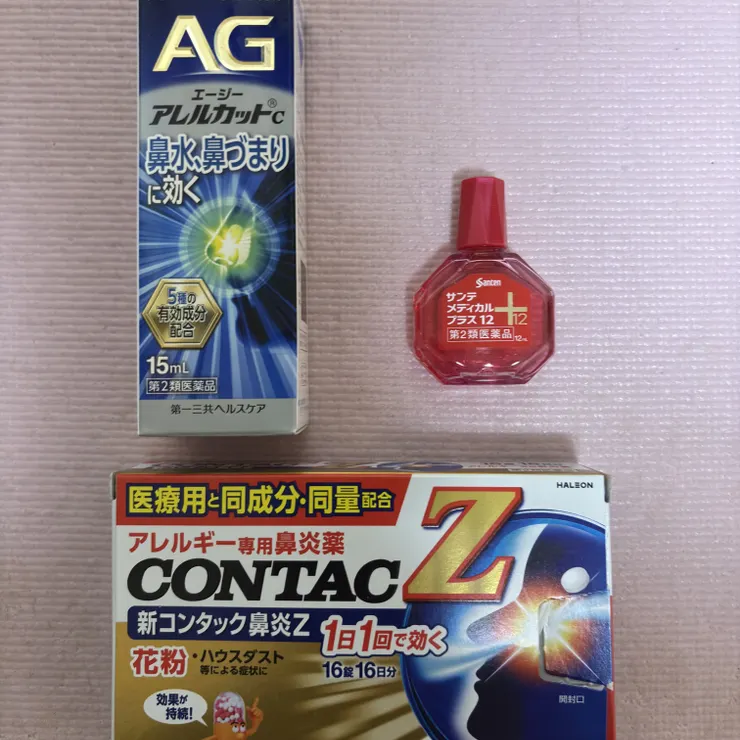 AG
エージー
アレルカット®c
鼻水、鼻づまり
に効く
5種の
有効成分
配合
15mL
第2類医薬品
第一三共ヘルスケア
Santen
サンテ
メディカル
プラス12
+12
第2類医薬品
12mL
医療用と同成分・同量配合
HALEON
アレルギー専用鼻炎薬
CONTAC Z
新コンタック鼻炎Z
1日1回で効く
花粉・ハウスダスト
等による症状に
16錠16日分
効果が
持続!
開封口